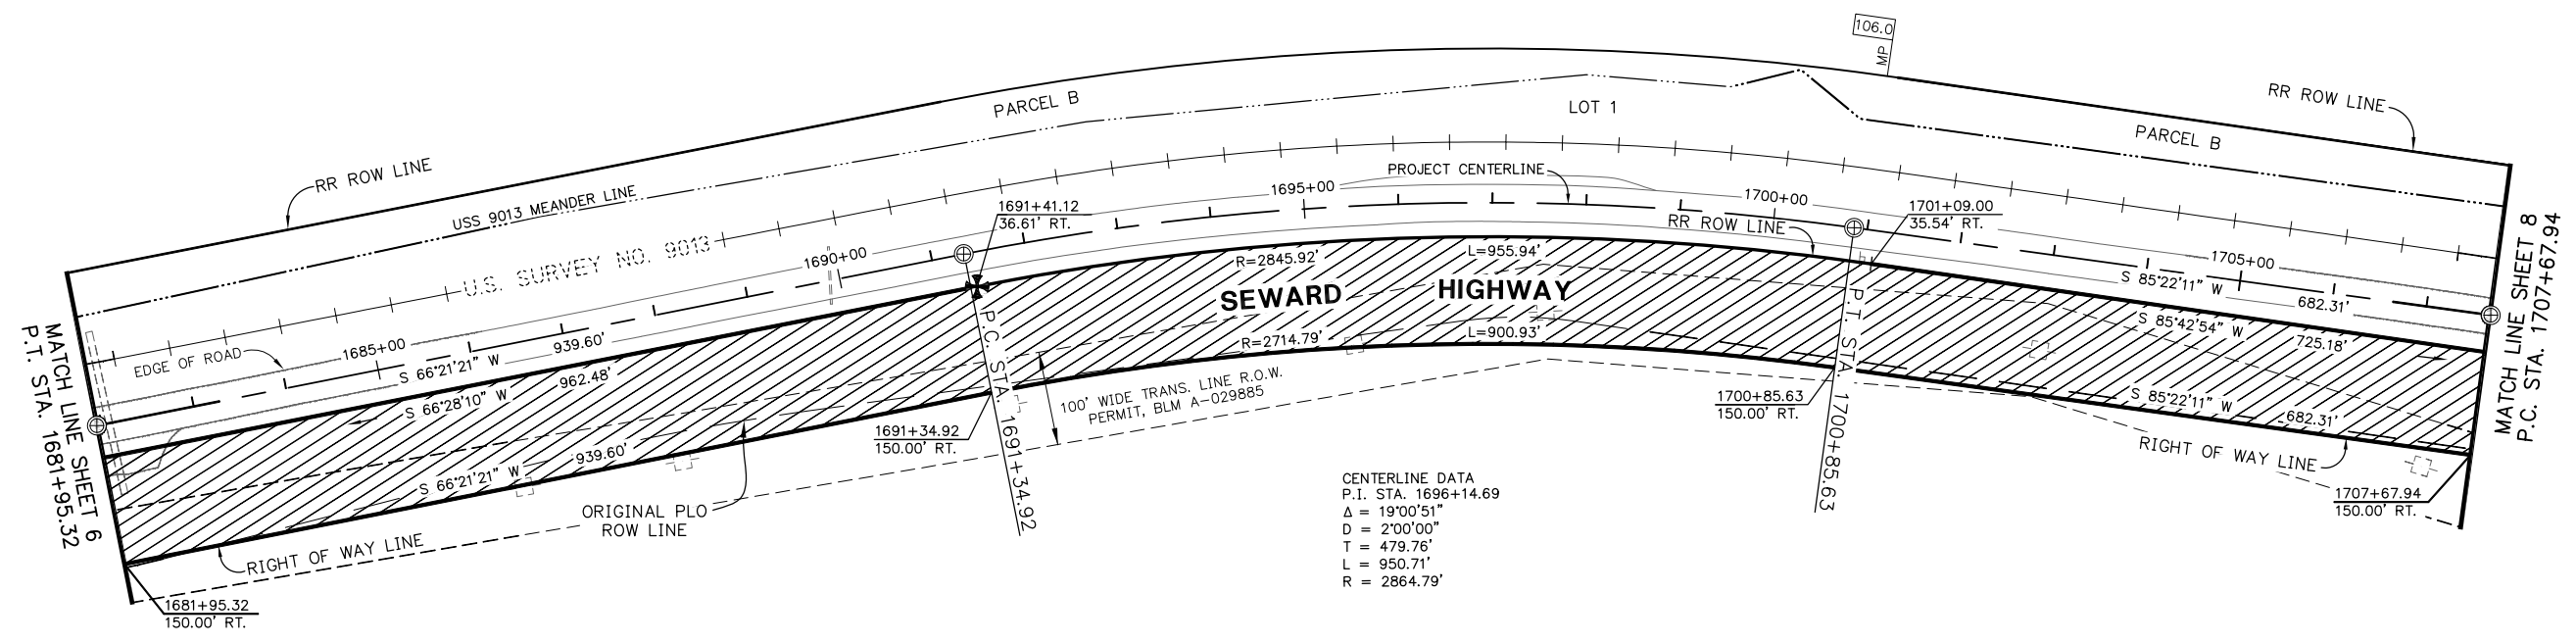 106.0
MP
RR ROW LINE
PARCEL B
LOT 1
PARCEL B
RR ROW LINE
USS 9013 MEANDER LINE
U.S. SURVEY NO. 9013
PROJECT CENTERLINE
1695+00
1700+00
1691+41.12
36.61' RT.
RR ROW LINE
1701+09.00
35.54' RT.
1690+00
1685+00
1705+00
EDGE OF ROAD
S 66°21'21" W
939.60'
S 66°28'10" W
962.48'
R=2845.92'
L=955.94'
SEWARD HIGHWAY
R=2714.79'
L=900.93'
S 85°22'11" W
682.31'
S 85°42'54" W
725.18'
S 85°22'11" W
682.31'
S 66°21'21" W
939.60'
MATCH LINE SHEET 6
P.T. STA. 1681+95.32
MATCH LINE SHEET 8
P.C. STA. 1707+67.94
P.C. STA. 1691+34.92
P.T. STA. 1700+85.63
100' WIDE TRANS. LINE R.O.W.
PERMIT, BLM A-029885
1691+34.92
150.00' RT.
1700+85.63
150.00' RT.
RIGHT OF WAY LINE
1707+67.94
150.00' RT.
ORIGINAL PLO
ROW LINE
RIGHT OF WAY LINE
1681+95.32
150.00' RT.
CENTERLINE DATA
P.I. STA. 1696+14.69
Δ = 19°00'51"
D = 2°00'00"
T = 479.76'
L = 950.71'
R = 2864.79'